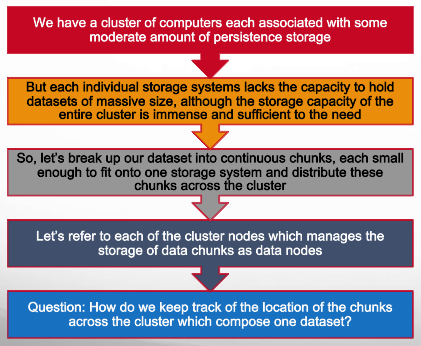 We have a cluster of computers each associated with some
moderate amount of persistence storage
But each individual storage systems lacks the capacity to hold
datasets of massive size, although the storage capacity of the
entire cluster is immense and sufficient to the need
So, let's break up our dataset into continuous chunks, each small
enough to fit onto one storage system and distribute these
chunks across the cluster
Let's refer to each of the cluster nodes which manages the
storage of data chunks as data nodes
Question: How do we keep track of the location of the chunks
across the cluster which compose one dataset?